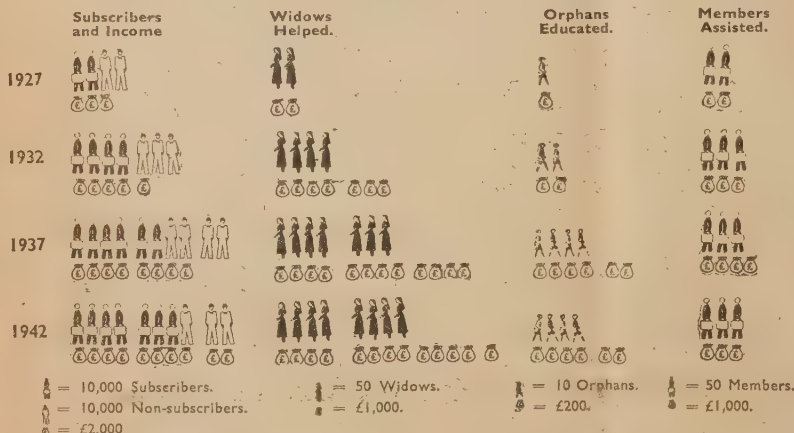 Subscribers
and Income
Widows
Helped.
Orphans
Educated.
Members
Assisted.
1927
1932
1937
1942
= 10,000 Subscribers.
= 10,000 Non-subscribers.
= £2,000
= 50 Widows.
= £1,000.
= 10 Orphans.
= £200.
= 50 Members.
= £1,000.